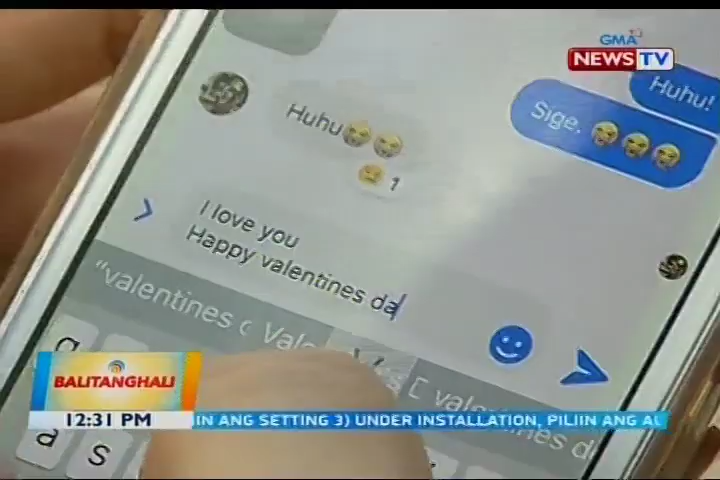 GMA
NEWS TV
Huhu!
Sige.
Huhu
1
I love you
Happy valentines da
"valentines
BALITANGHALI
12:31 PM
IN ANG SETTING 3) UNDER INSTALLATION, PILIIN ANG
a
s